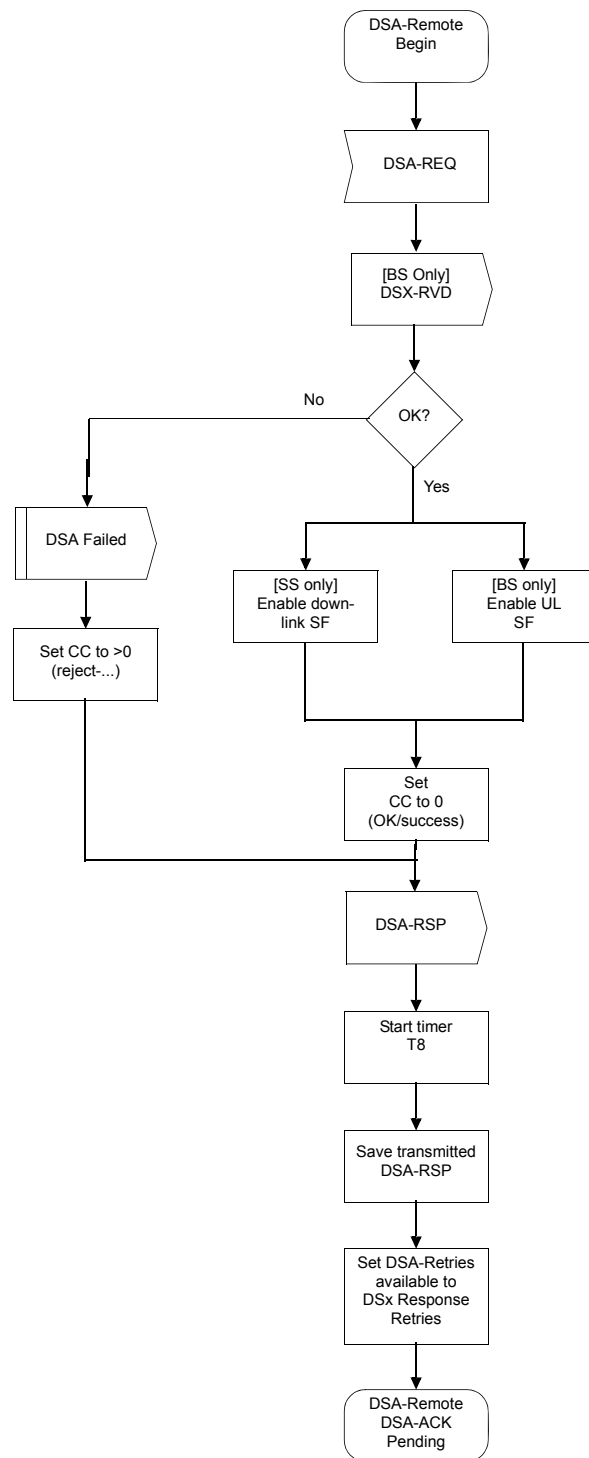 DSA-Remote
Begin
DSA-REQ
[BS Only]
DSX-RVD
No
OK?
Yes
DSA Failed
[SS only]
Enable down-
link SF
[BS only]
Enable UL
SF
Set CC to >0
(reject-...)
Set
CC to 0
(OK/success)
DSA-RSP
Start timer
T8
Save transmitted
DSA-RSP
Set DSA-Retries
available to
DSx Response
Retries
DSA-Remote
DSA-ACK
Pending